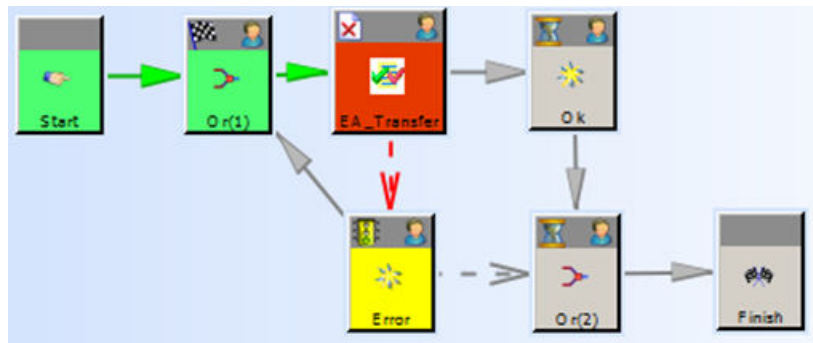 Start
Or(1)
EA_Transfer
Ok
Error
Or(2)
Finish